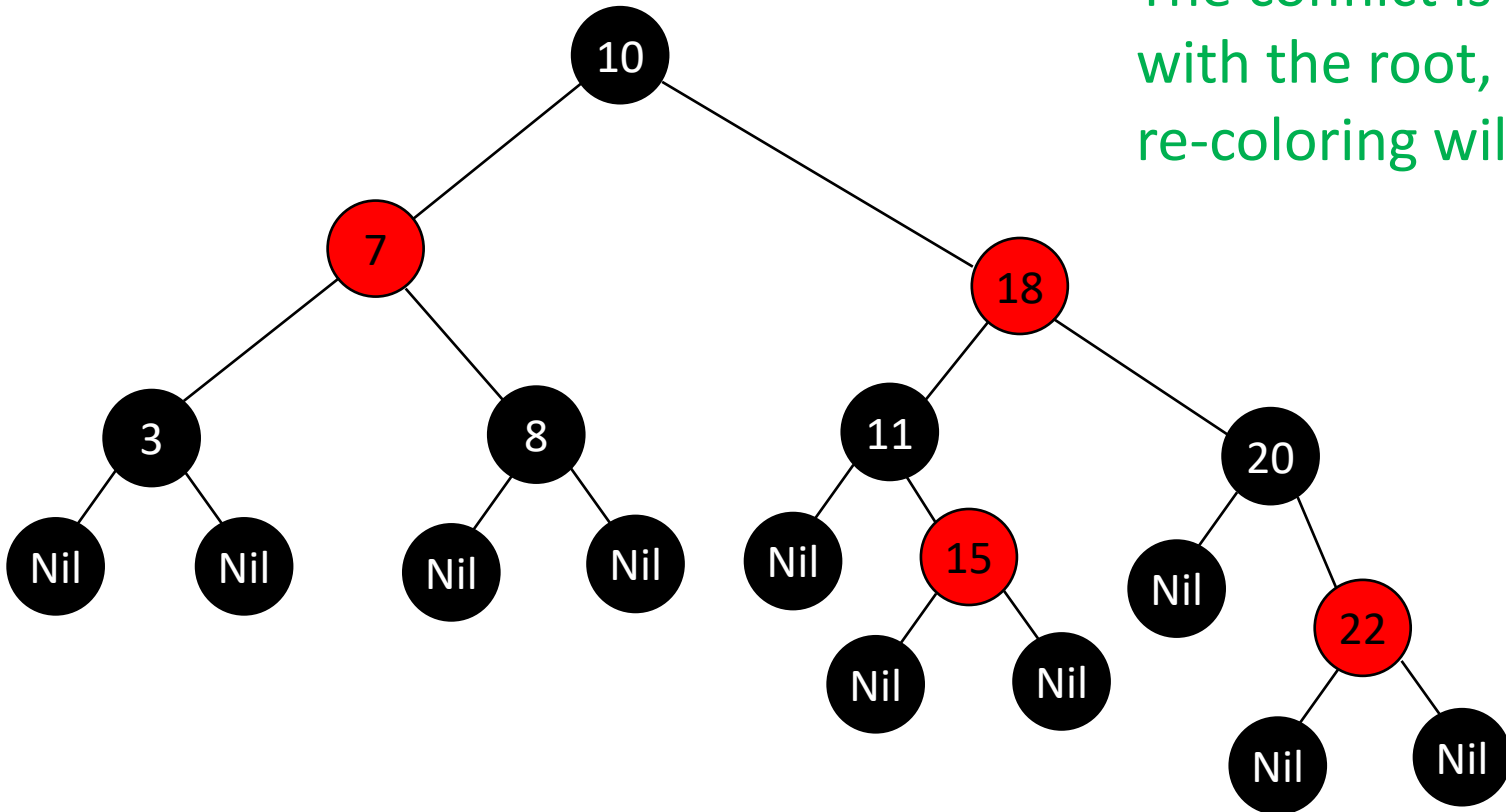 The conflict is
with the root,
re-coloring wil
10
7
18
3
8
11
20
Nil
Nil
Nil
Nil
Nil
15
Nil
22
Nil
Nil
Nil
Nil